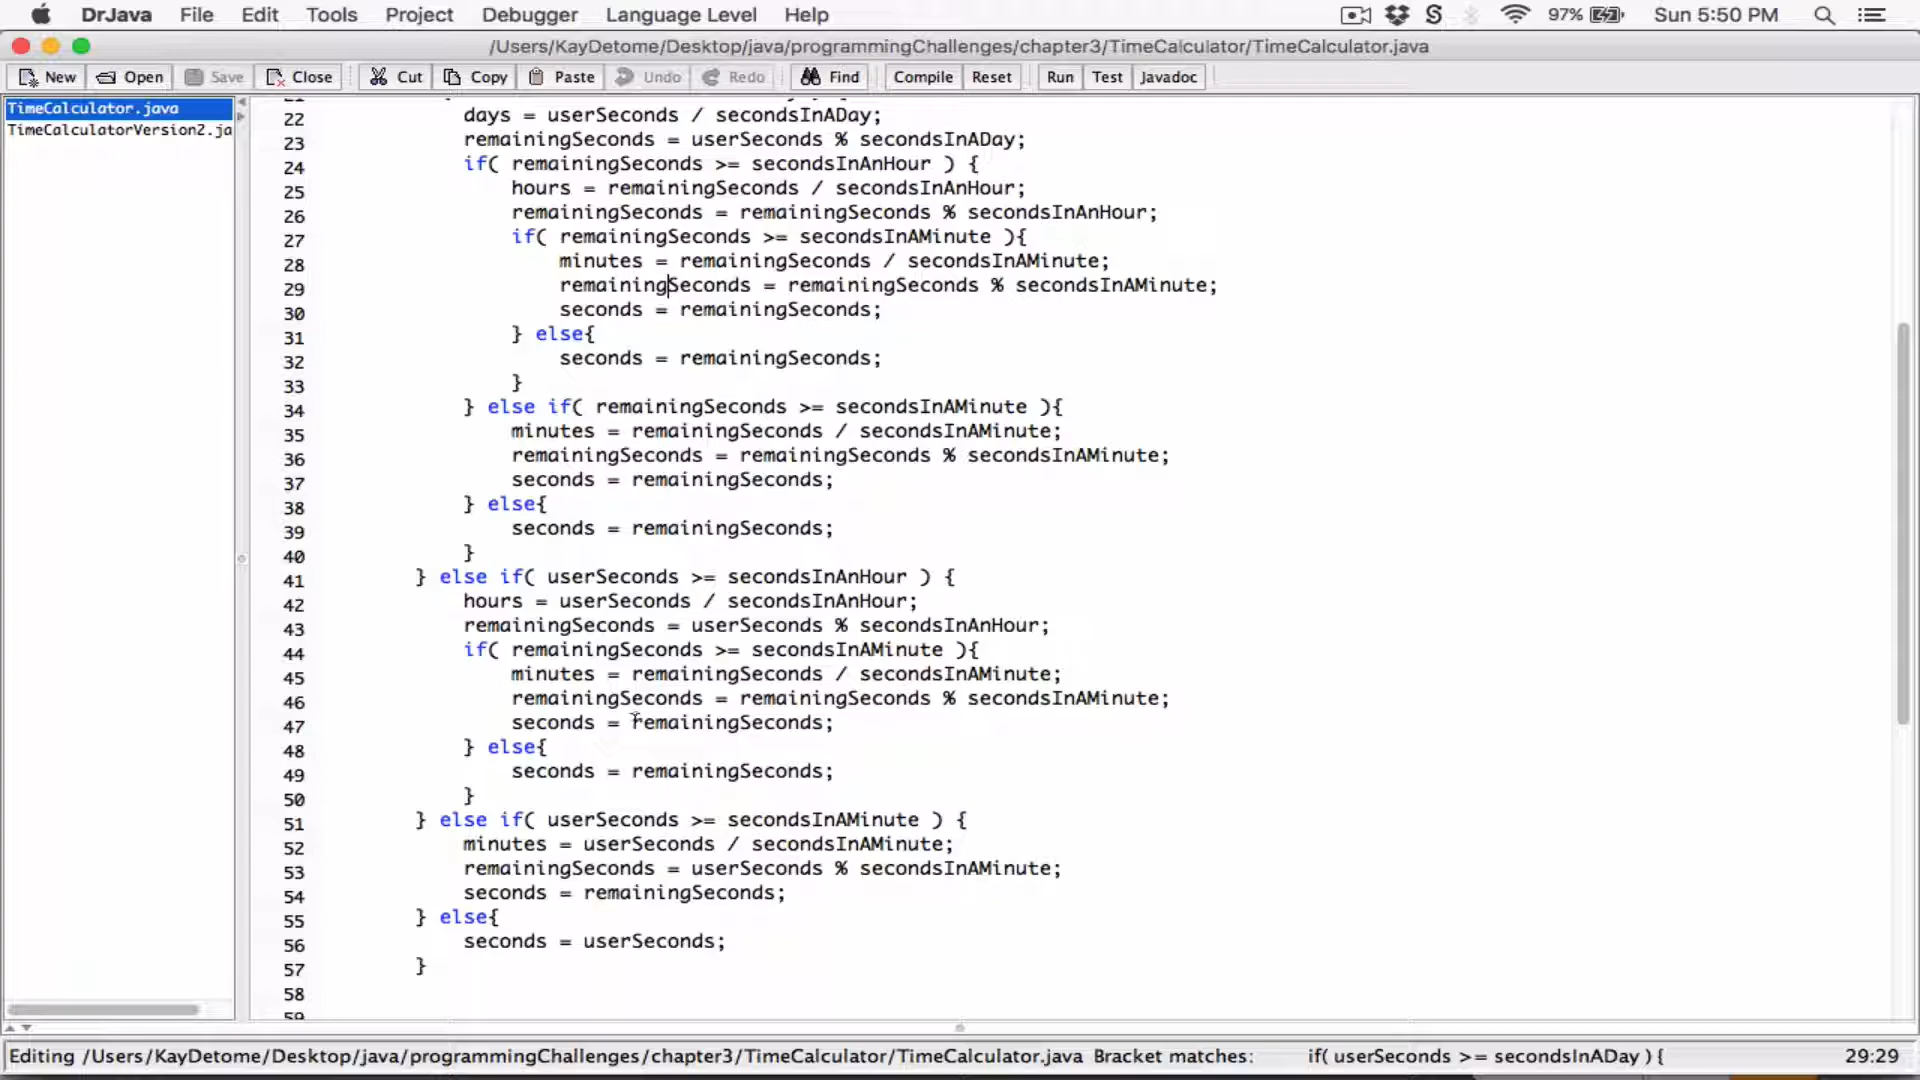 DrJava File Edit Tools Project Debugger Language Level Help 97% Sun 5:50 PM
/Users/KayDetome/Desktop/java/programmingChallenges/chapter3/TimeCalculator/TimeCalculator.java
New Open Save Close Cut Copy Paste Undo Redo Find Compile Reset Run Test Javadoc
TimeCalculator.java
TimeCalculatorVersion2.ja
22 days = userSeconds / secondsInADay;
23 remainingSeconds = userSeconds % secondsInADay;
24 if( remainingSeconds >= secondsInAnHour ) {
25 hours = remainingSeconds / secondsInAnHour;
26 remainingSeconds = remainingSeconds % secondsInAnHour;
27 if( remainingSeconds >= secondsInAMinute ){
28 minutes = remainingSeconds / secondsInAMinute;
29 remainingSeconds = remainingSeconds % secondsInAMinute;
30 seconds = remainingSeconds;
31 } else{
32 seconds = remainingSeconds;
33 }
34 } else if( remainingSeconds >= secondsInAMinute ){
35 minutes = remainingSeconds / secondsInAMinute;
36 remainingSeconds = remainingSeconds % secondsInAMinute;
37 seconds = remainingSeconds;
38 } else{
39 seconds = remainingSeconds;
40 }
41 } else if( userSeconds >= secondsInAnHour ) {
42 hours = userSeconds / secondsInAnHour;
43 remainingSeconds = userSeconds % secondsInAnHour;
44 if( remainingSeconds >= secondsInAMinute ){
45 minutes = remainingSeconds / secondsInAMinute;
46 remainingSeconds = remainingSeconds % secondsInAMinute;
47 seconds = remainingSeconds;
48 } else{
49 seconds = remainingSeconds;
50 }
51 } else if( userSeconds >= secondsInAMinute ) {
52 minutes = userSeconds / secondsInAMinute;
53 remainingSeconds = userSeconds % secondsInAMinute;
54 seconds = remainingSeconds;
55 } else{
56 seconds = userSeconds;
57 }
58
59
Editing /Users/KayDetome/Desktop/java/programmingChallenges/chapter3/TimeCalculator/TimeCalculator.java Bracket matches: if( userSeconds >= secondsInADay ) { 29:29